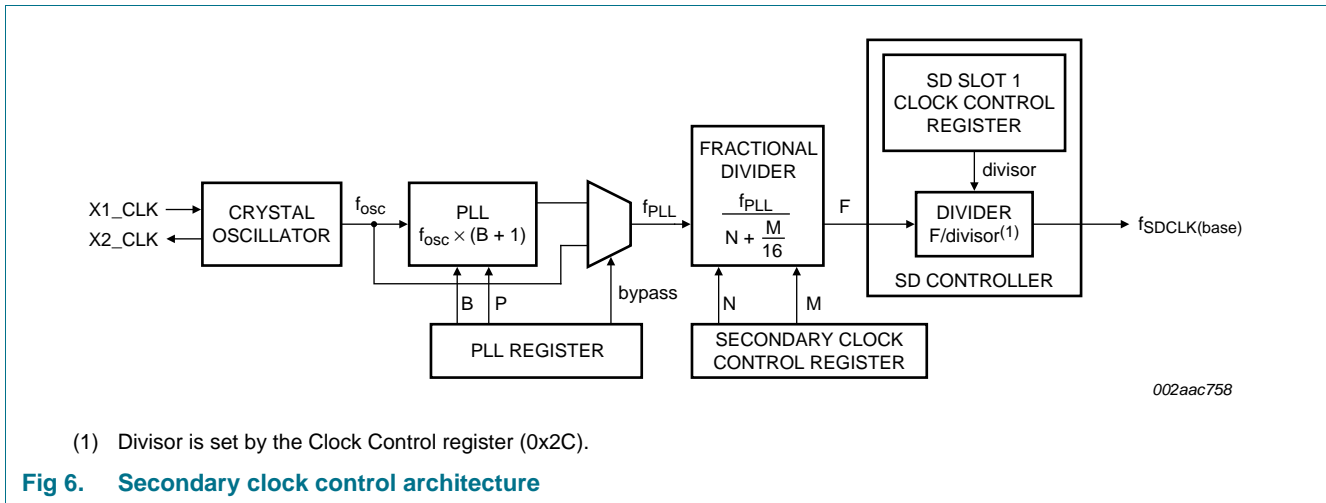 SD SLOT 1
CLOCK CONTROL
REGISTER
FRACTIONAL
DIVIDER
divisor
X1_CLK
X2_CLK
CRYSTAL
OSCILLATOR
fosc
PLL
fosc × (B + 1)
fPLL
fPLL
N + M
16
F
DIVIDER
F/divisor(1)
fSDCLK(base)
SD CONTROLLER
B
P
bypass
N
M
PLL REGISTER
SECONDARY CLOCK
CONTROL REGISTER
002aac758
(1) Divisor is set by the Clock Control register (0x2C).
Fig 6. Secondary clock control architecture